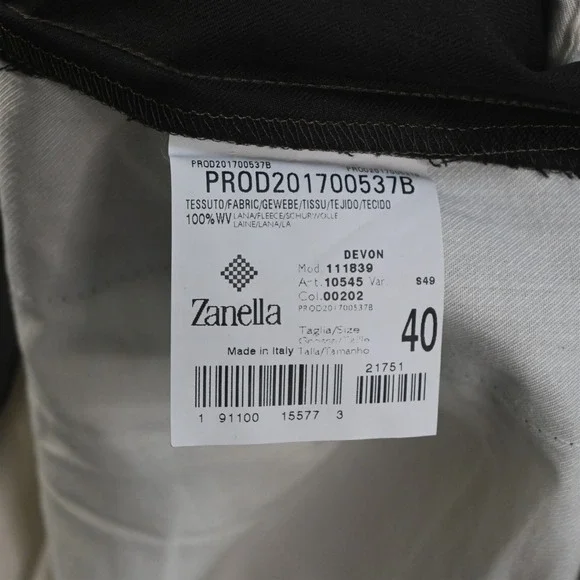 PROD201700537B
PROD201700537B
TESSUTO/FABRIC/GEWEBE/TISSU/TEJIDO/TECIDO
100%WV LANA/FLEECE/SCHURWOLLE
LAINE/LANA/LA
DEVON
Mod. 111839
Art. 10545 Var. S49
Col. 00202
PROD201700537B
Zanella
Taglia/Size
40
Made in Italy Talla/Tamanho
21751
1 91100 15577 3